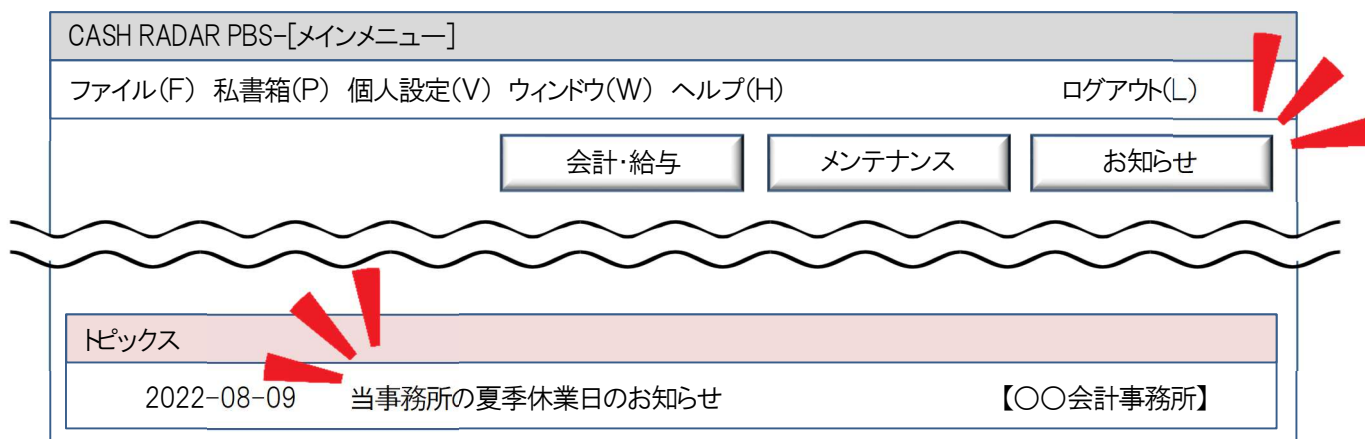 CASH RADAR PBS-[メインメニュー]
ファイル(F) 私書箱(P) 個人設定(V) ウィンドウ(W) ヘルプ(H) ログアウト(L)
会計・給与 メンテナンス お知らせ
トピックス
2022-08-09 当事務所の夏季休業日のお知らせ 【〇〇会計事務所】